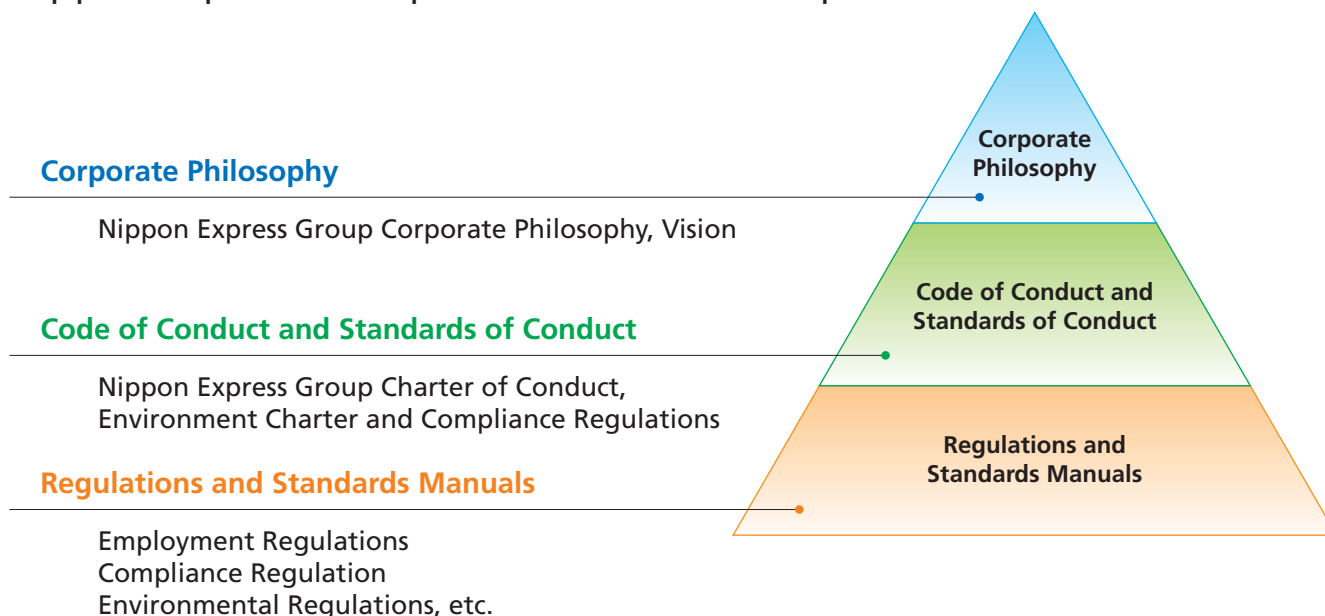 Corporate Philosophy
Nippon Express Group Corporate Philosophy, Vision
Code of Conduct and Standards of Conduct
Nippon Express Group Charter of Conduct,
Environment Charter and Compliance Regulations
Regulations and Standards Manuals
Employment Regulations
Compliance Regulation
Environmental Regulations, etc.
Corporate
Philosophy
Code of Conduct and
Standards of Conduct
Regulations and
Standards Manuals